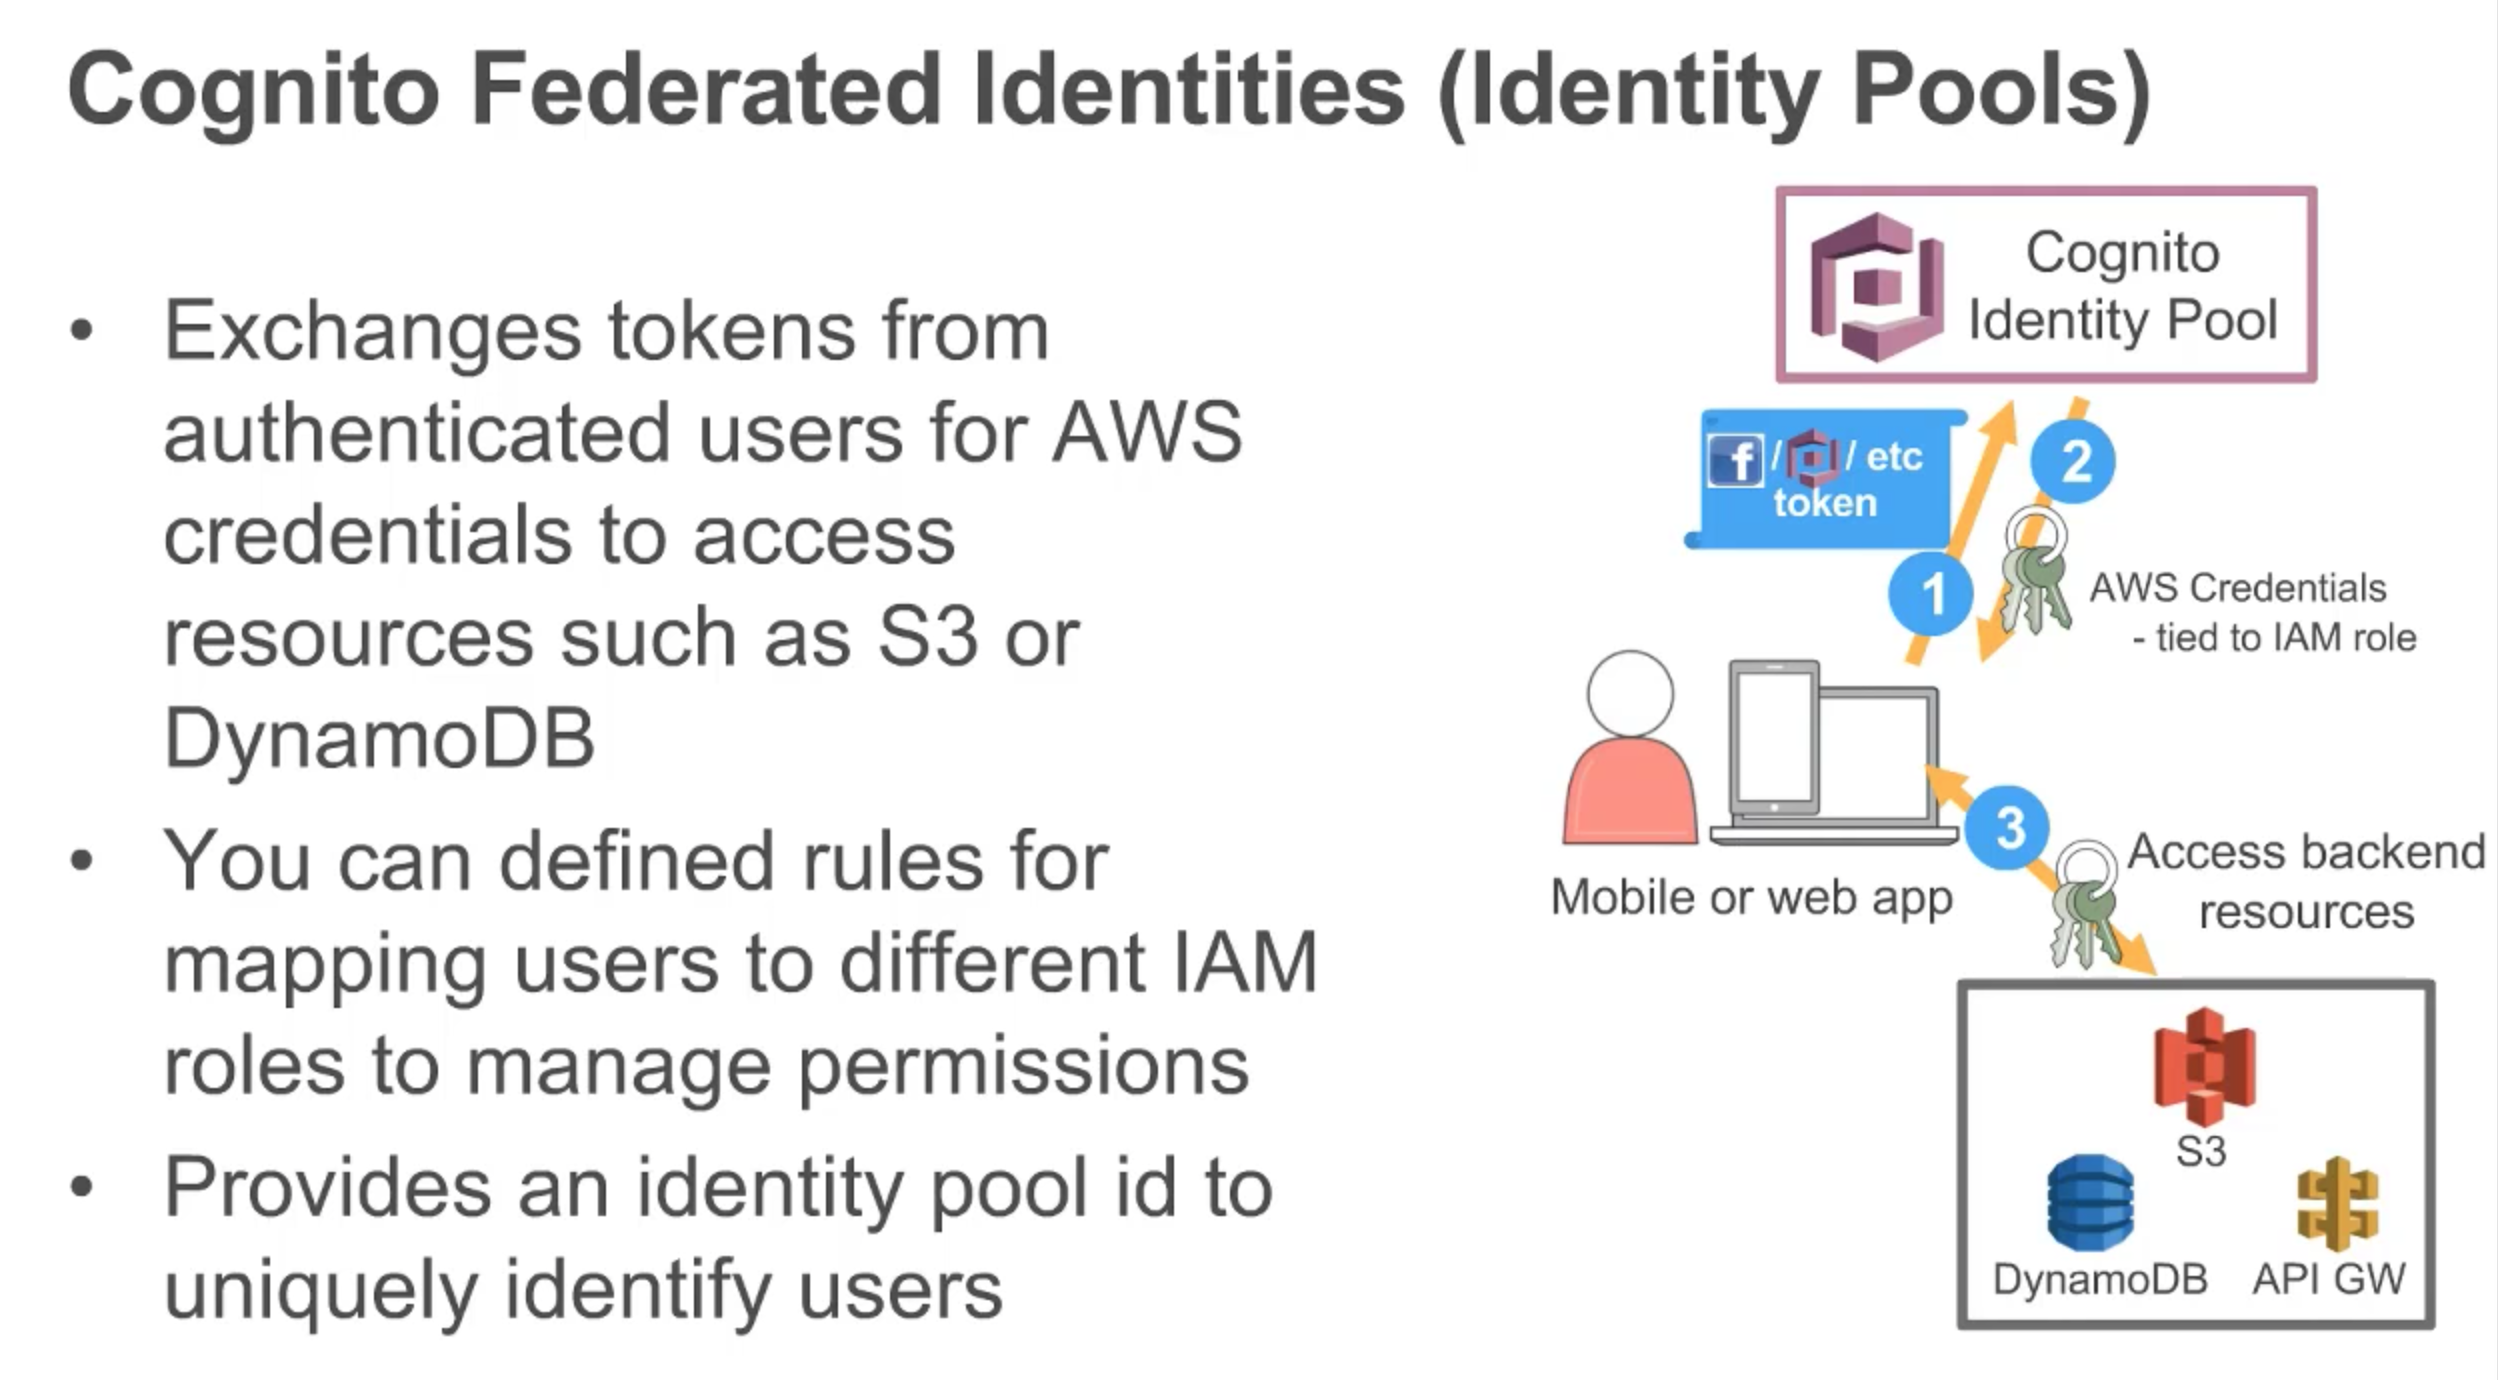 Cognito Federated Identities (Identity Pools)
• Exchanges tokens from
authenticated users for AWS
credentials to access
resources such as S3 or
DynamoDB
• You can defined rules for
mapping users to different IAM
roles to manage permissions
• Provides an identity pool id to
uniquely identify users
Cognito
Identity Pool
f / / etc
token
1
2
AWS Credentials
- tied to IAM role
Mobile or web app
3
Access backend
resources
S3
DynamoDB
API GW